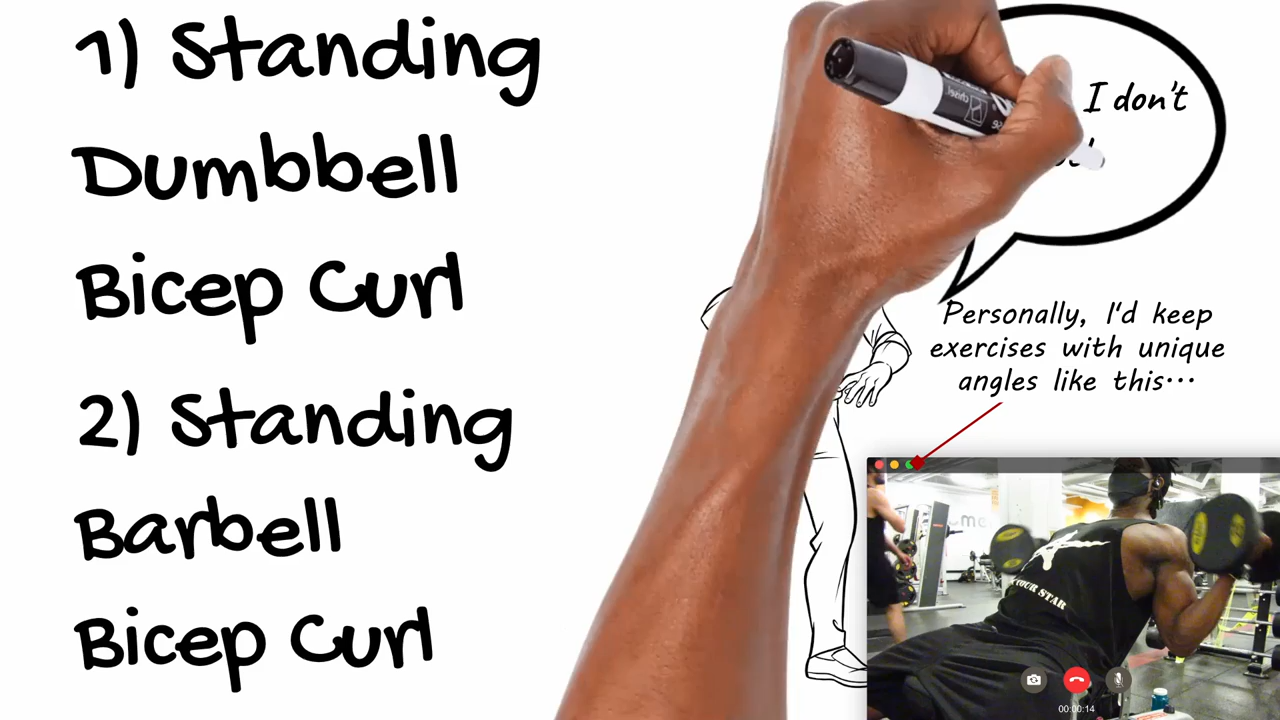 1) Standing
Dumbbell
Bicep Curl
2) Standing
Barbell
Bicep Curl
I don't
Personally, I'd keep
exercises with unique
angles like this...
YOUR STAR
chisel
00:00:14